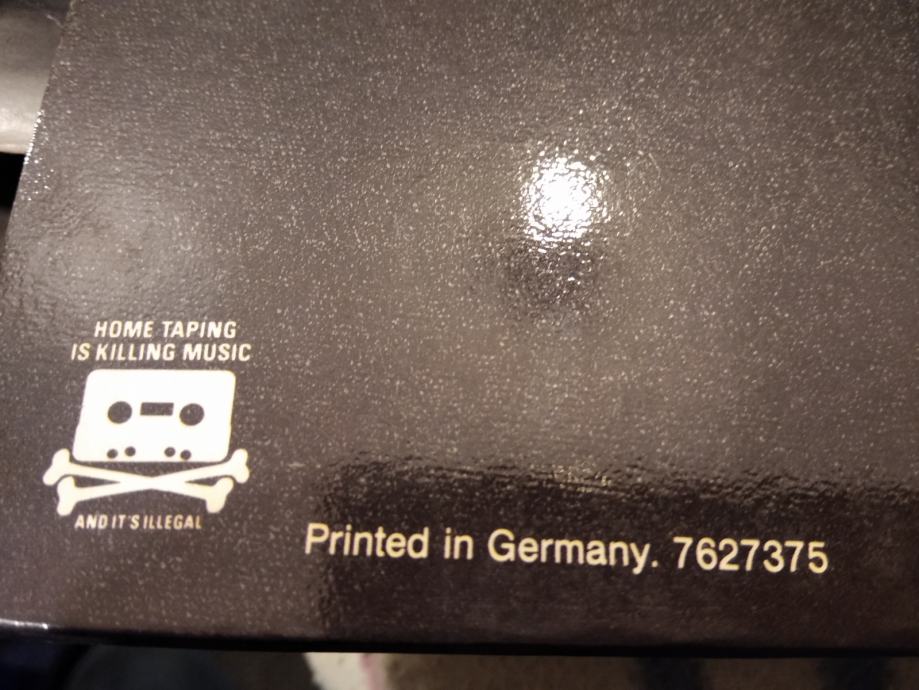 HOME TAPING
IS KILLING MUSIC
AND IT'S ILLEGAL
Printed in Germany. 7627375